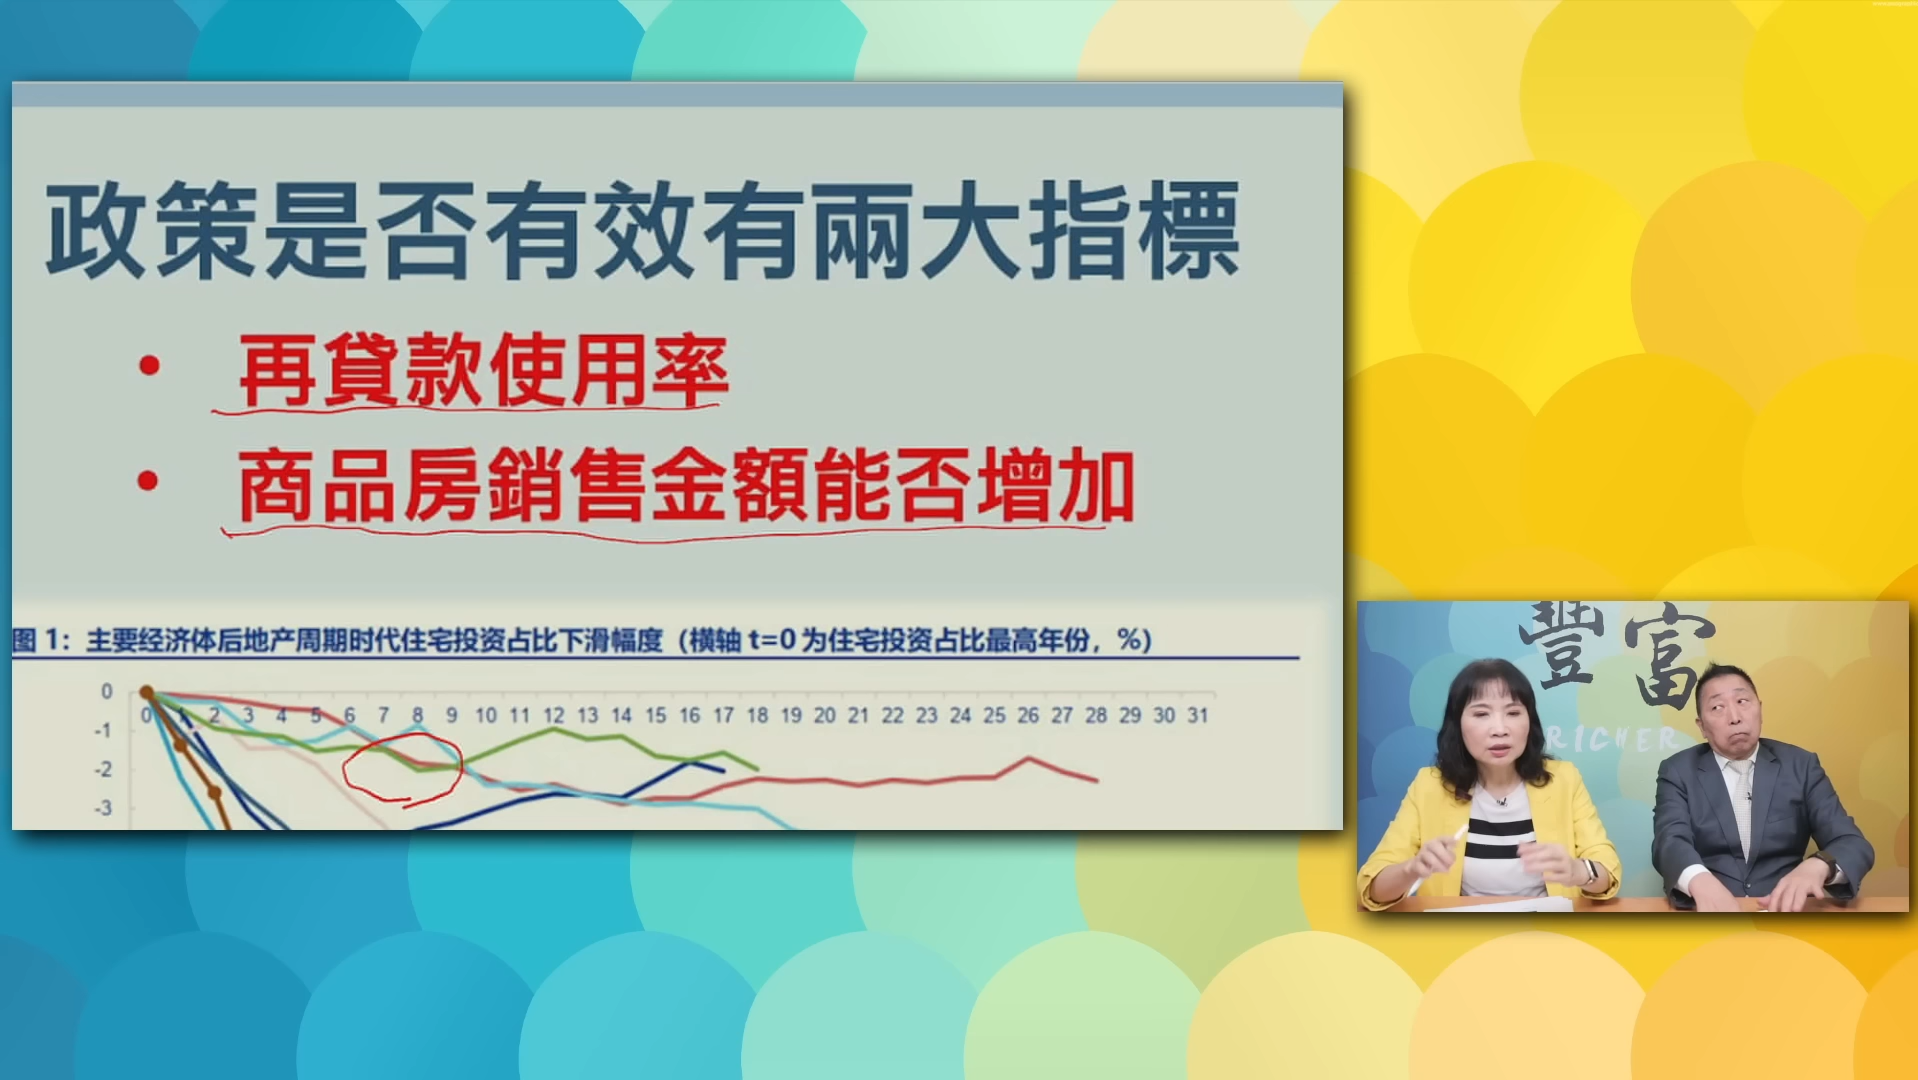 政策是否有效有兩大指標
• 再貸款使用率
• 商品房銷售金額能否增加
图 1：主要经济体后地产周期时代住宅投资占比下滑幅度（横轴 t=0 为住宅投资占比最高年份，%）
0
0 1 2 3 4 5 6 7 8 9 10 11 12 13 14 15 16 17 18 19 20 21 22 23 24 25 26 27 28 29 30 31
-1
-2
-3
豐富
RICHER